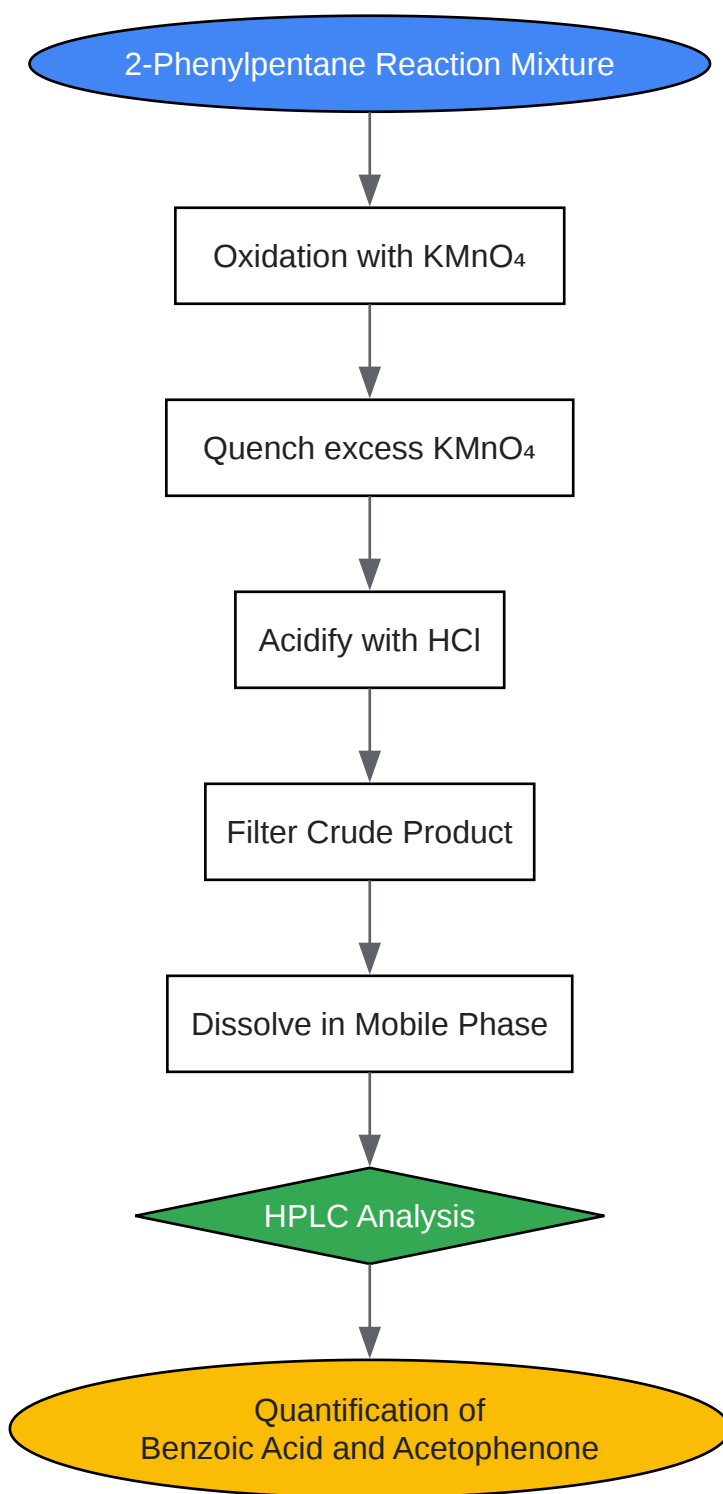 2-Phenylpentane Reaction Mixture
Oxidation with KMnO₄
Quench excess KMnO₄
Acidify with HCl
Filter Crude Product
Dissolve in Mobile Phase
HPLC Analysis
Quantification of
Benzoic Acid and Acetophenone